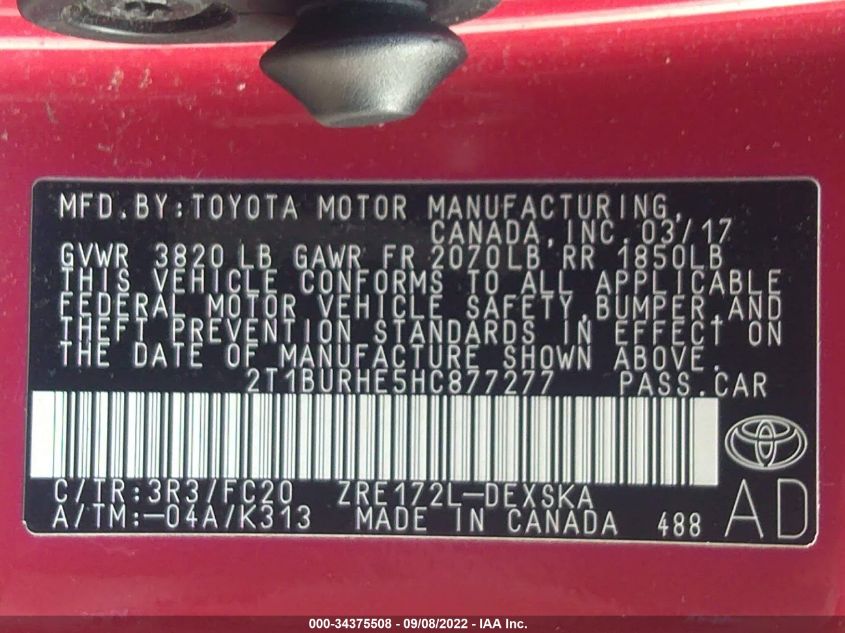 MFD.BY:TOYOTA MOTOR MANUFACTURING,
CANADA,INC. 03/17
GVWR 3820 LB GAWR FR 2070LB RR 1850LB
THIS VEHICLE CONFORMS TO ALL APPLICABLE
FEDERAL MOTOR VEHICLE SAFETY,BUMPER,AND
THEFT PREVENTION STANDARDS IN EFFECT ON
THE DATE OF MANUFACTURE SHOWN ABOVE.
2T1BURHE5HC877277 PASS.CAR
C/TR:3R3/FC20 ZRE172L-DEXSKA
A/TM:-04A/K313 MADE IN CANADA 488 AD
000-34375508 - 09/08/2022 - IAA Inc.